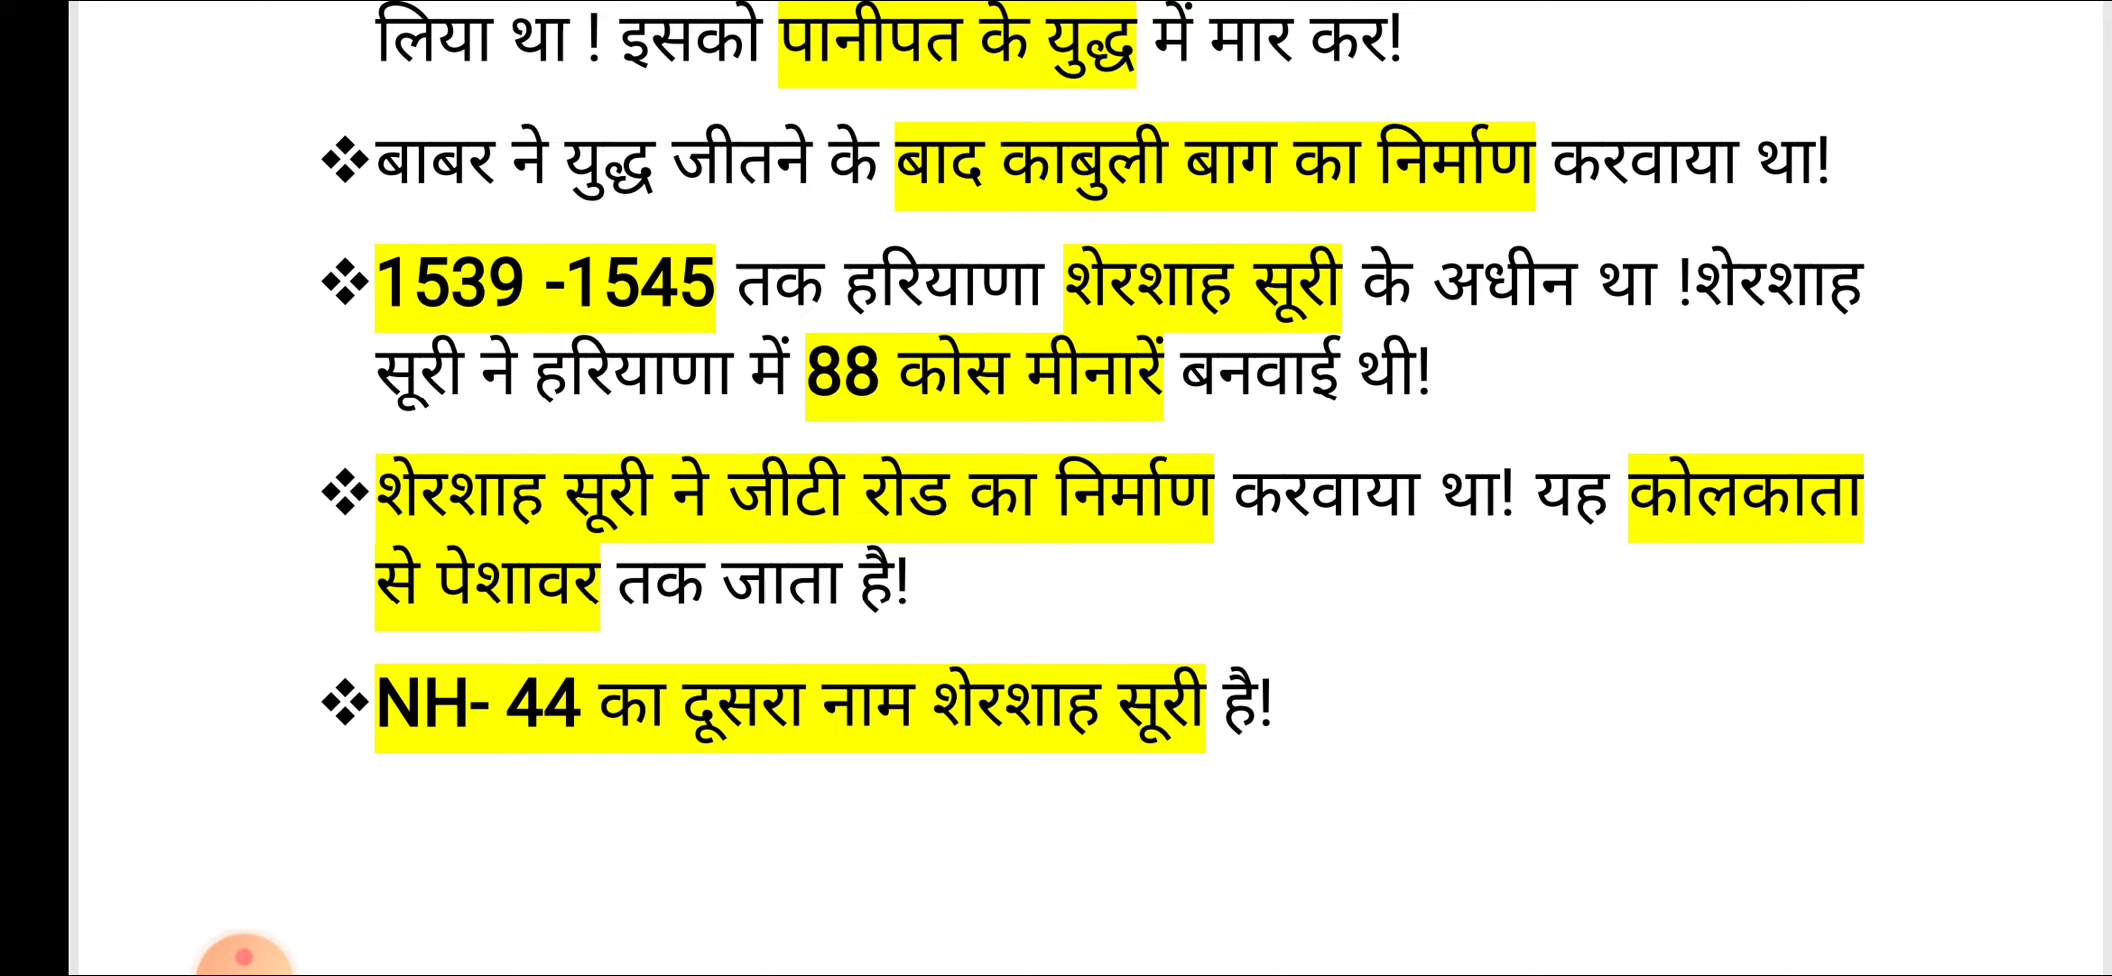 लिया था ! इसको पानीपत के युद्ध में मार कर!
❖बाबर ने युद्ध जीतने के बाद काबुली बाग का निर्माण करवाया था!
❖1539 -1545 तक हरियाणा शेरशाह सूरी के अधीन था !शेरशाह
सूरी ने हरियाणा में 88 कोस मीनारें बनवाई थी!
❖शेरशाह सूरी ने जीटी रोड का निर्माण करवाया था! यह कोलकाता
से पेशावर तक जाता है!
❖NH- 44 का दूसरा नाम शेरशाह सूरी है!